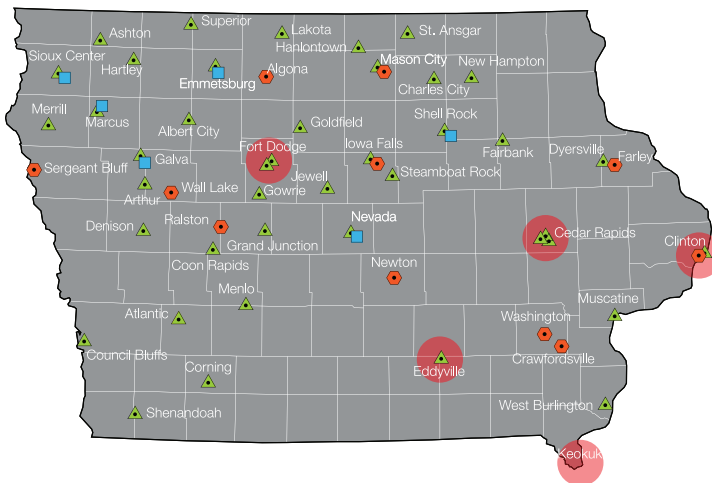 Superior
Lakota
St. Ansgar
Ashton
Hanlontown
Sioux Center
Mason City
New Hampton
Hartley
Emmetsburg
Algona
Charles City
Merrill
Marcus
Albert City
Goldfield
Shell Rock
Fort Dodge
Iowa Falls
Fairbank
Dyersville
Farley
Galva
Sergeant Bluff
Jewell
Steamboat Rock
Arthur
Wall Lake
Gowrie
Denison
Ralston
Nevada
Grand Junction
Cedar Rapids
Clinton
Coon Rapids
Newton
Menlo
Muscatine
Atlantic
Washington
Council Bluffs
Crawfordsville
Corning
Eddyville
Shenandoah
West Burlington
Keokuk